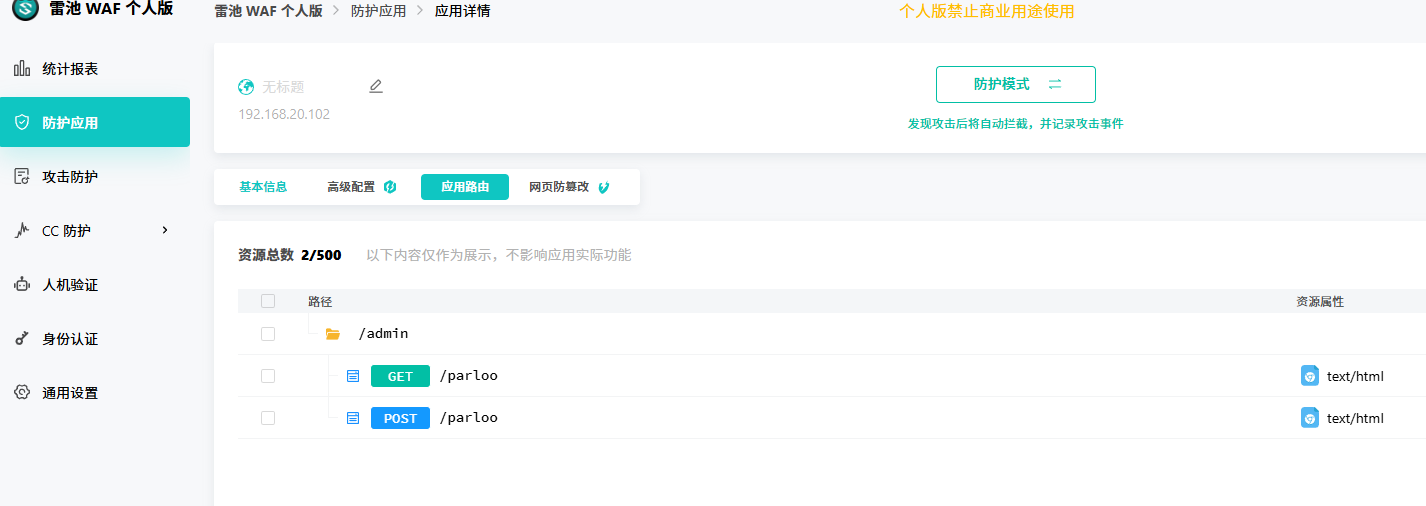 雷池 WAF 个人版
雷池 WAF 个人版 > 防护应用 > 应用详情
个人版禁止商业用途使用
统计报表
防护应用
攻击防护
CC 防护
人机验证
身份认证
通用设置
无标题
192.168.20.102
防护模式
发现攻击后将自动拦截，并记录攻击事件
基本信息 高级配置 应用路由 网页防篡改
资源总数 2/500 以下内容仅作为展示，不影响应用实际功能
路径 资源属性
/admin
GET /parloo text/html
POST /parloo text/html